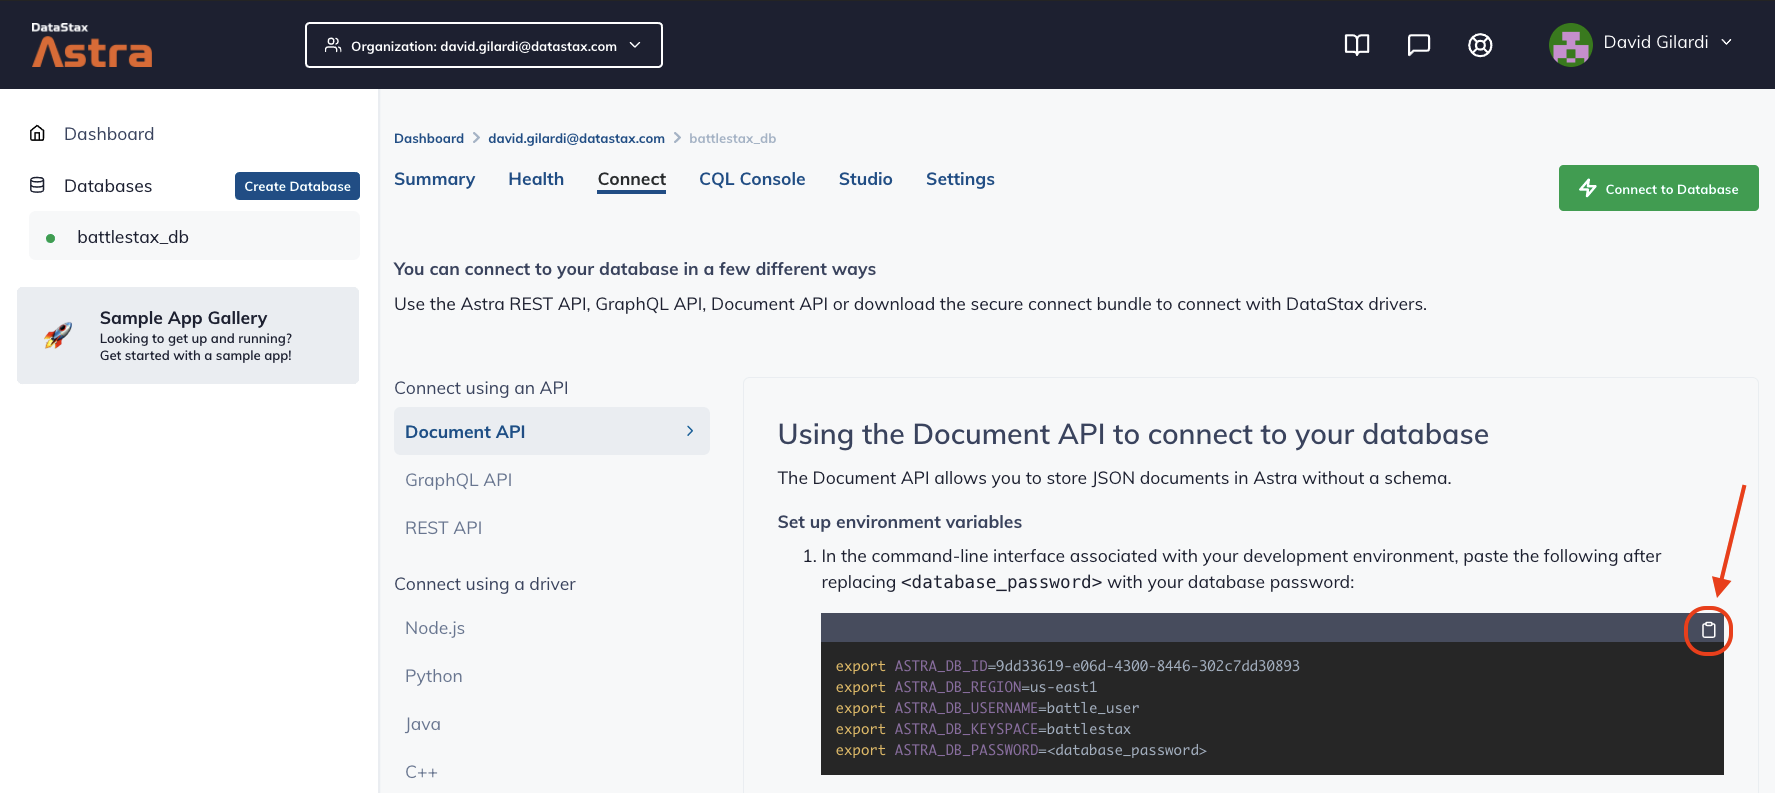 DataStax
Astra
Organization: david.gilardi@datastax.com
David Gilardi
Dashboard
Databases
Create Database
battlestax_db
Sample App Gallery
Looking to get up and running?
Get started with a sample app!
Dashboard > david.gilardi@datastax.com > battlestax_db
Summary Health Connect CQL Console Studio Settings
Connect to Database
You can connect to your database in a few different ways
Use the Astra REST API, GraphQL API, Document API or download the secure connect bundle to connect with DataStax drivers.
Connect using an API
Document API
GraphQL API
REST API
Connect using a driver
Node.js
Python
Java
C++
Using the Document API to connect to your database
The Document API allows you to store JSON documents in Astra without a schema.
Set up environment variables
1. In the command-line interface associated with your development environment, paste the following after
replacing <database_password> with your database password:
export ASTRA_DB_ID=9dd33619-e06d-4300-8446-302c7dd30893
export ASTRA_DB_REGION=us-east1
export ASTRA_DB_USERNAME=battle_user
export ASTRA_DB_KEYSPACE=battlestax
export ASTRA_DB_PASSWORD=<database_password>